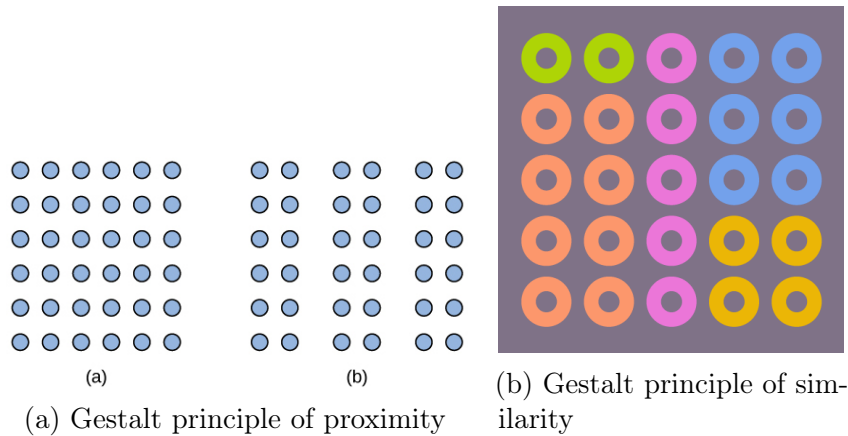 (a)
(b)
(a) Gestalt principle of proximity
(b) Gestalt principle of sim-
ilarity